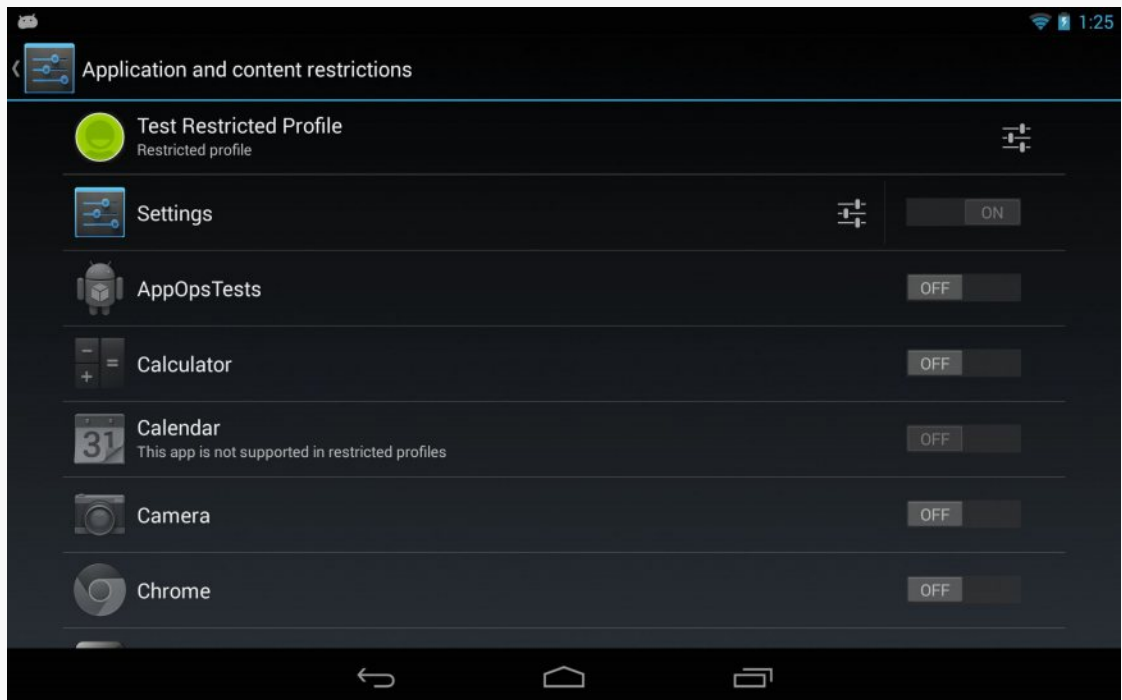 1:25
Application and content restrictions
Test Restricted Profile
Restricted profile
Settings
ON
AppOpsTests
OFF
Calculator
OFF
31
Calendar
This app is not supported in restricted profiles
OFF
Camera
OFF
Chrome
OFF